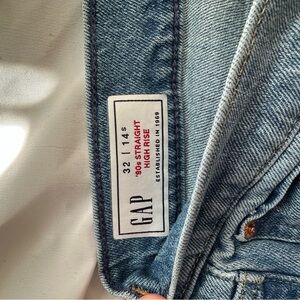 GAP
32 | 14s
'90s STRAIGHT
HIGH RISE
ESTABLISHED IN 1969